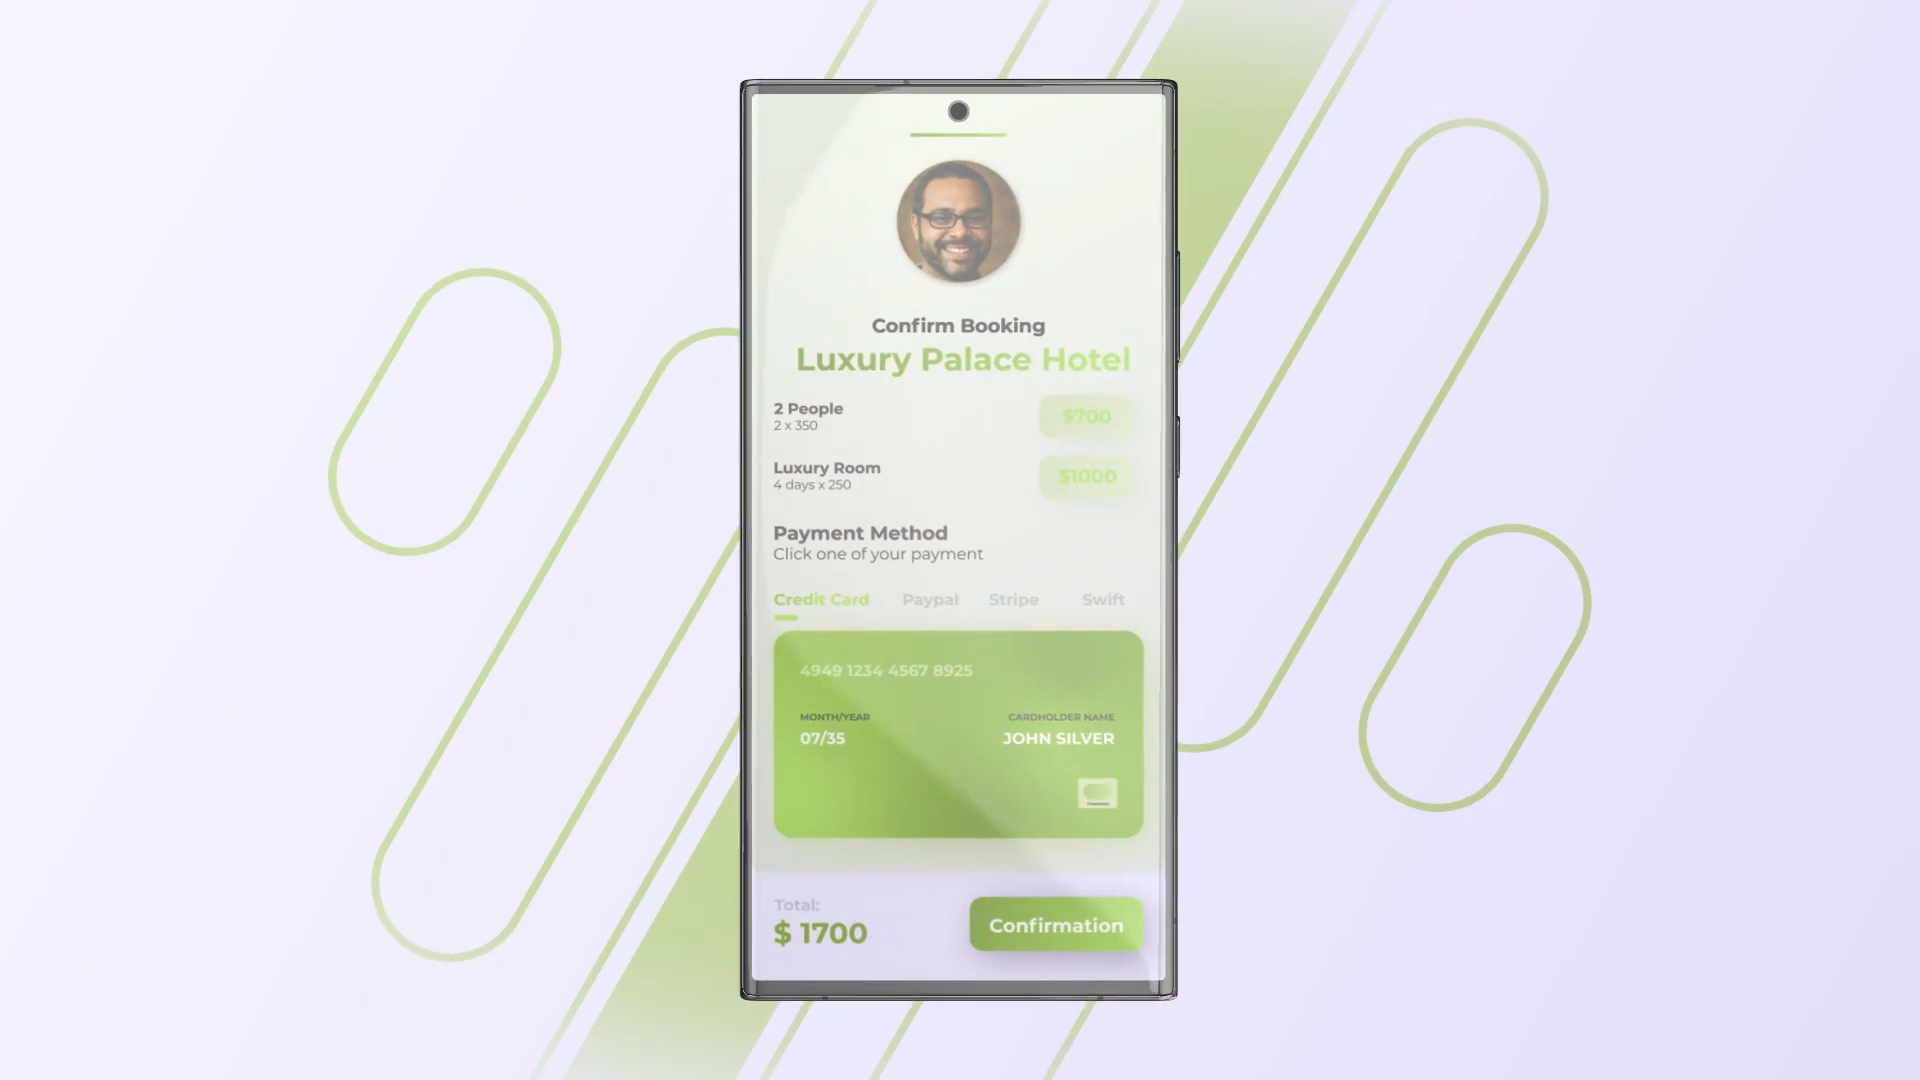 Confirm Booking
Luxury Palace Hotel
2 People
2 x 350
$700
Luxury Room
4 days x 250
$1000
Payment Method
Click one of your payment
Credit Card Paypal Stripe Swift
4949 1234 4567 8925
MONTH/YEAR CARDHOLDER NAME
07/35 JOHN SILVER
Total:
$ 1700
Confirmation